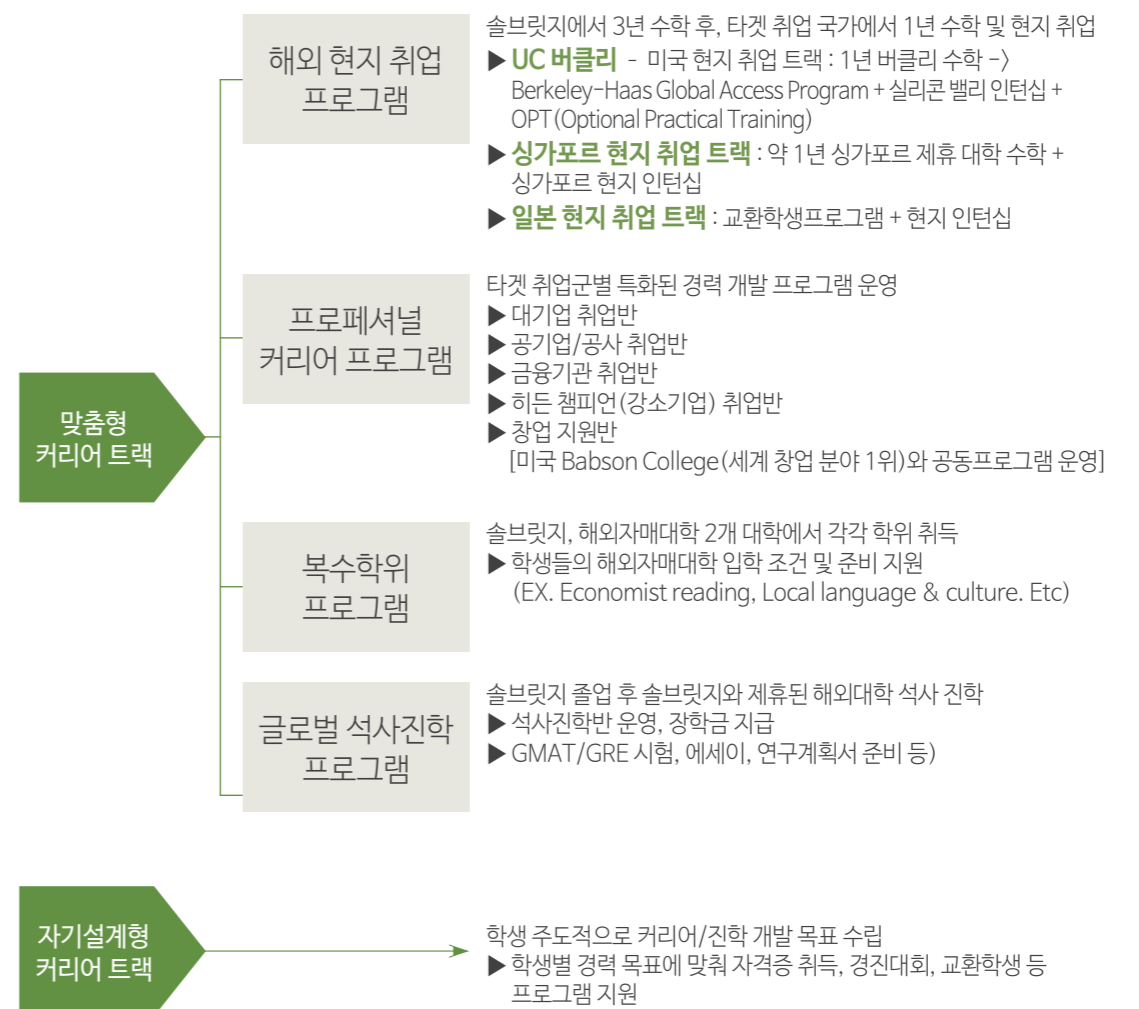 해외 현지 취업
프로그램
솔브릿지에서 3년 수학 후, 타겟 취업 국가에서 1년 수학 및 현지 취업
▶ UC 버클리 - 미국 현지 취업 트랙 : 1년 버클리 수학 -〉
Berkeley-Haas Global Access Program + 실리콘 밸리 인턴십 +
OPT(Optional Practical Training)
▶ 싱가포르 현지 취업 트랙 : 약 1년 싱가포르 제휴 대학 수학 +
싱가포르 현지 인턴십
▶ 일본 현지 취업 트랙 : 교환학생프로그램 + 현지 인턴십
프로페셔널
커리어 프로그램
타겟 취업군별 특화된 경력 개발 프로그램 운영
▶ 대기업 취업반
▶ 공기업/공사 취업반
▶ 금융기관 취업반
▶ 히든 챔피언(강소기업) 취업반
▶ 창업 지원반
[미국 Babson College(세계 창업 분야 1위)와 공동프로그램 운영]
맞춤형
커리어 트랙
복수학위
프로그램
솔브릿지, 해외자매대학 2개 대학에서 각각 학위 취득
▶ 학생들의 해외자매대학 입학 조건 및 준비 지원
(EX. Economist reading, Local language & culture. Etc)
글로벌 석사진학
프로그램
솔브릿지 졸업 후 솔브릿지와 제휴된 해외대학 석사 진학
▶ 석사진학반 운영, 장학금 지급
▶ GMAT/GRE 시험, 에세이, 연구계획서 준비 등)
자기설계형
커리어 트랙
학생 주도적으로 커리어/진학 개발 목표 수립
▶ 학생별 경력 목표에 맞춰 자격증 취득, 경진대회, 교환학생 등
프로그램 지원